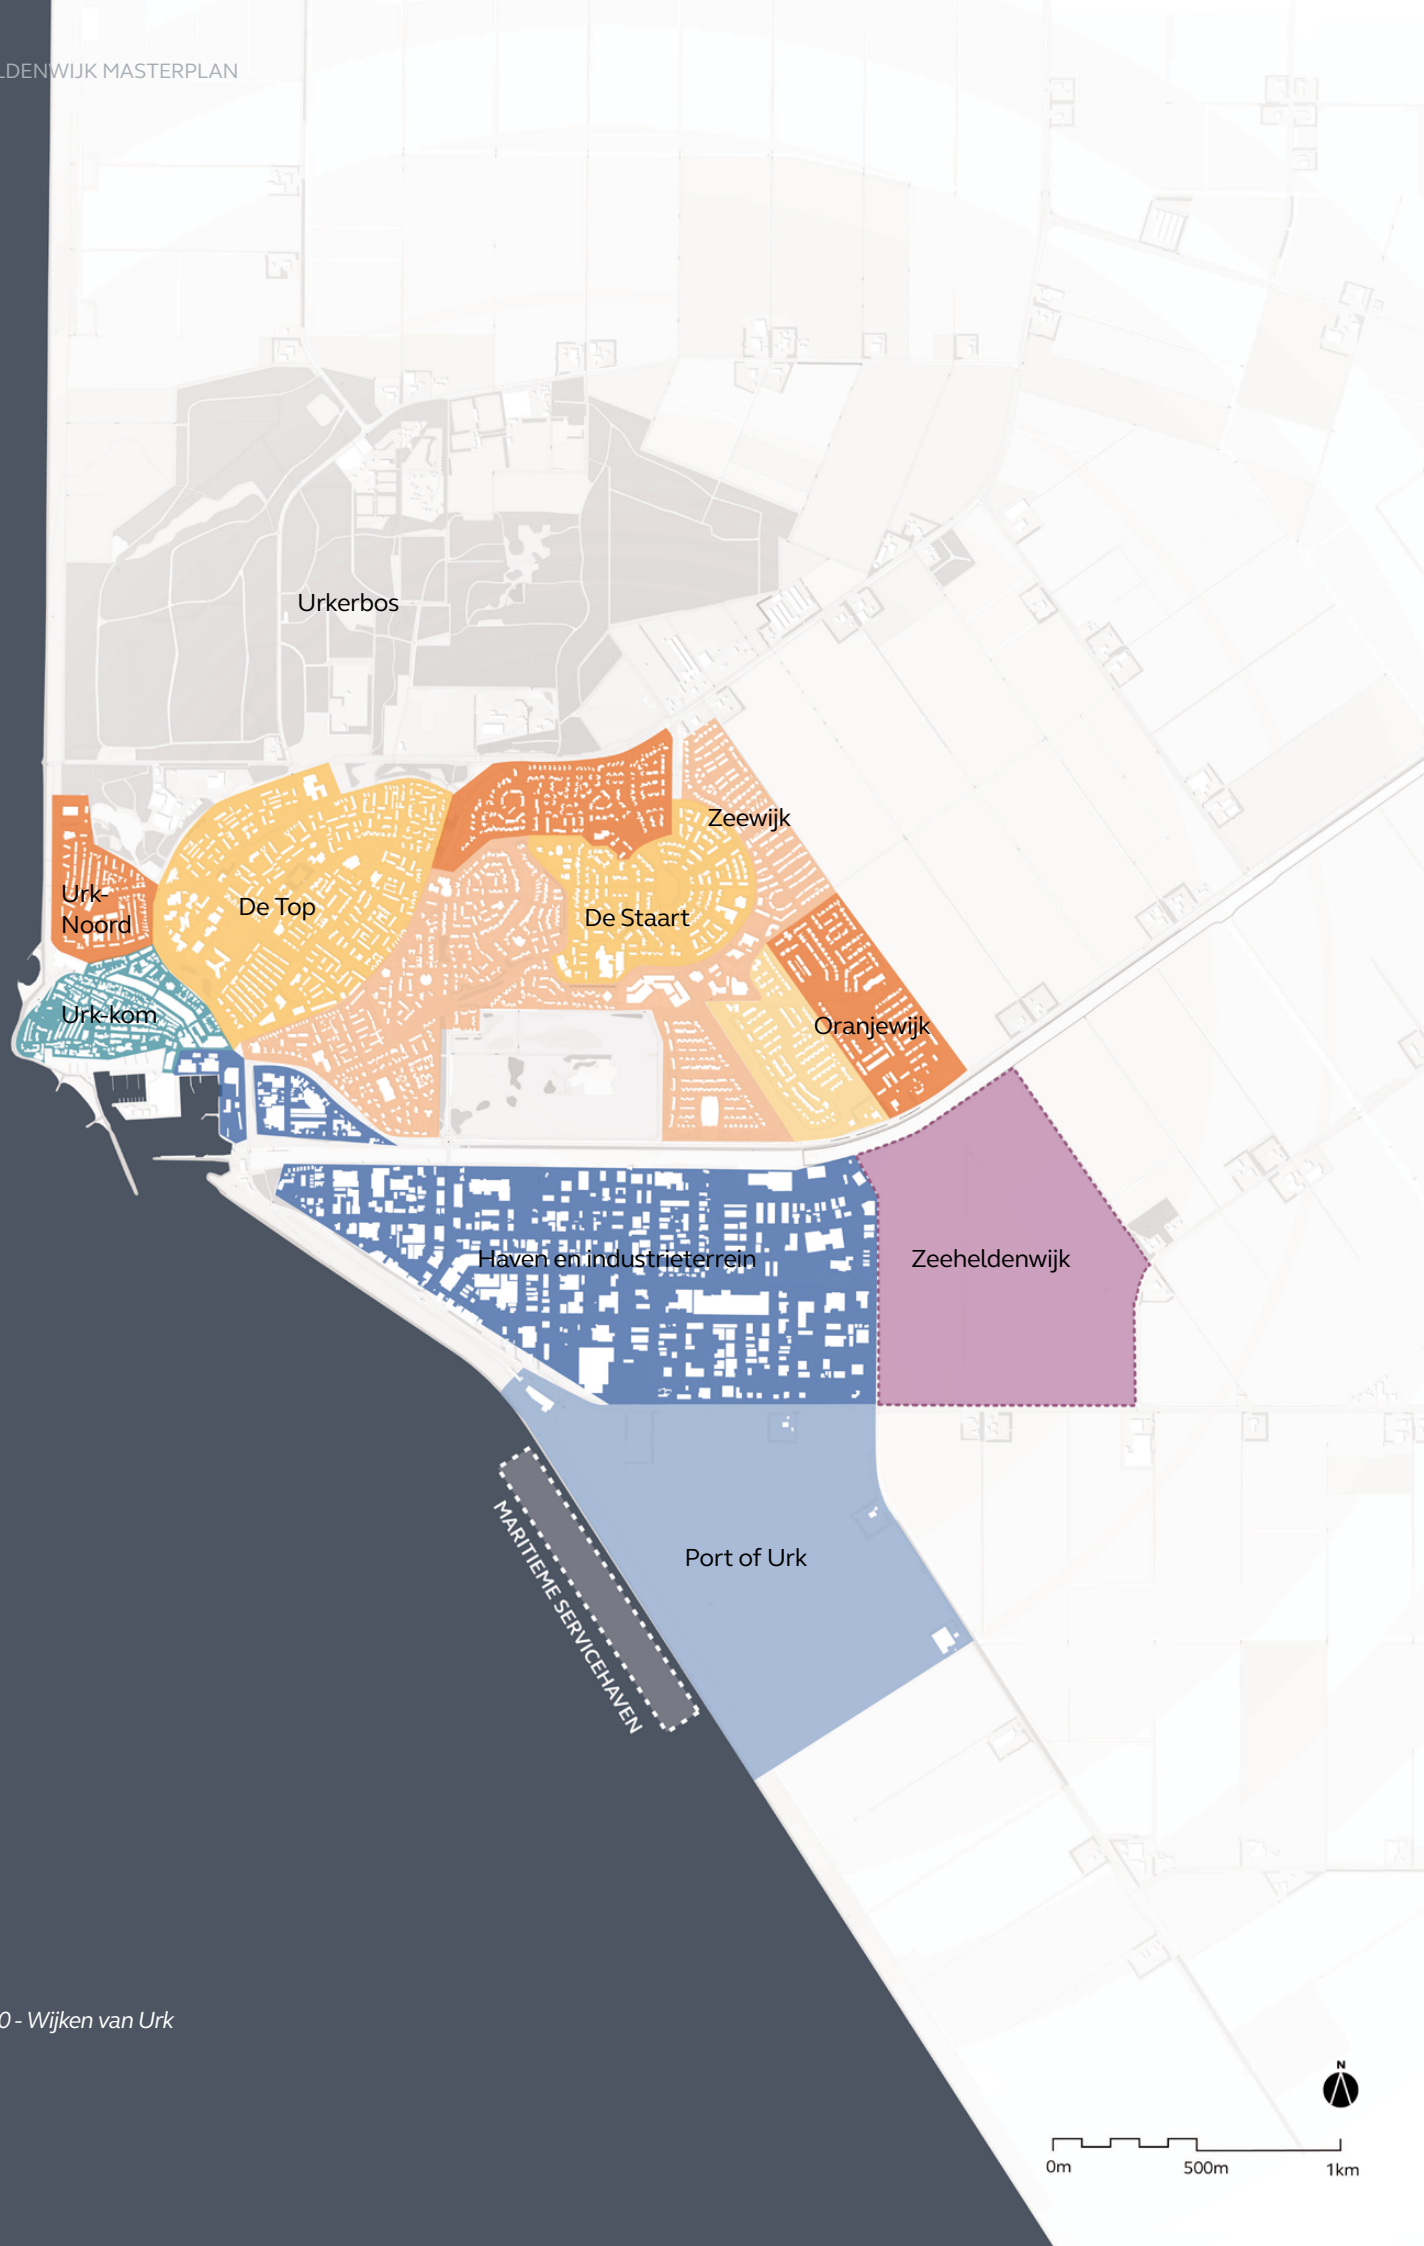 LDENWIJK MASTERPLAN
Urkerbos
Zeewijk
Urk-
Noord
De Top
De Staart
Urk-kom
Oranjewijk
Haven en industrieterrein
Zeeheldenwijk
Port of Urk
MARITIEME SERVICEHAVEN
0 - Wijken van Urk
N
0m
500m
1km